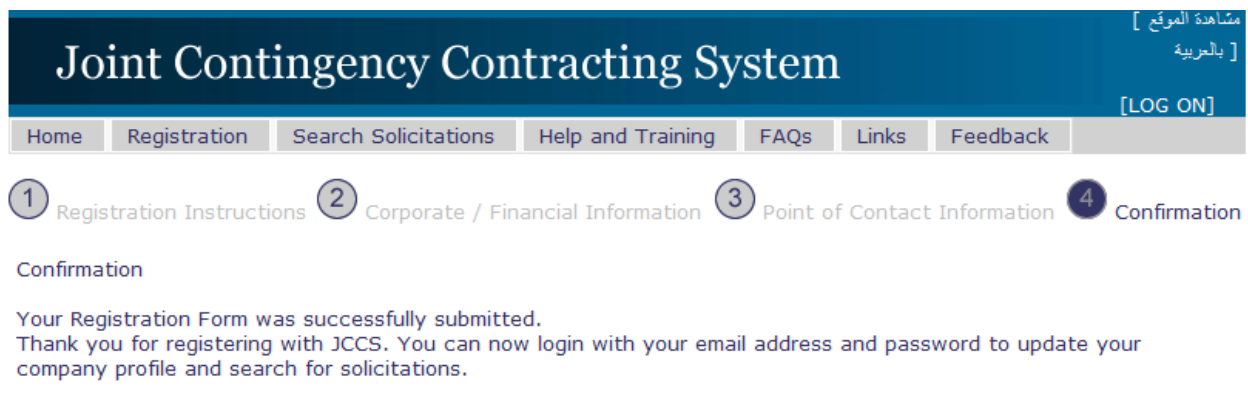 Joint Contingency Contracting System
مشاهدة الموقع ]
[ بالعربية
[LOG ON]
Home Registration Search Solicitations Help and Training FAQs Links Feedback
1 Registration Instructions 2 Corporate / Financial Information 3 Point of Contact Information 4 Confirmation
Confirmation
Your Registration Form was successfully submitted.
Thank you for registering with JCCS. You can now login with your email address and password to update your
company profile and search for solicitations.